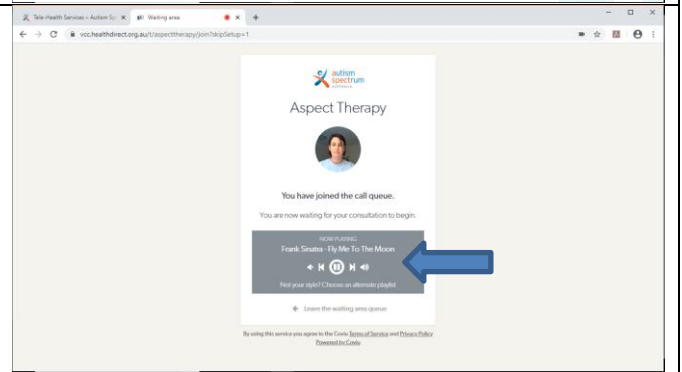 Tele-Health Services – Autism Sp
Waiting area
vcc.healthdirect.org.au/t/aspecttherapy/join?skipSetup=1
autism
spectrum
AUSTRALIA
Aspect Therapy
You have joined the call queue.
You are now waiting for your consultation to begin.
NOW PLAYING
Frank Sinatra - Fly Me To The Moon
Not your style? Choose an alternate playlist
Leave the waiting area queue
By using this service you agree to the Coviu Terms of Service and Privacy Policy
Powered by Coviu